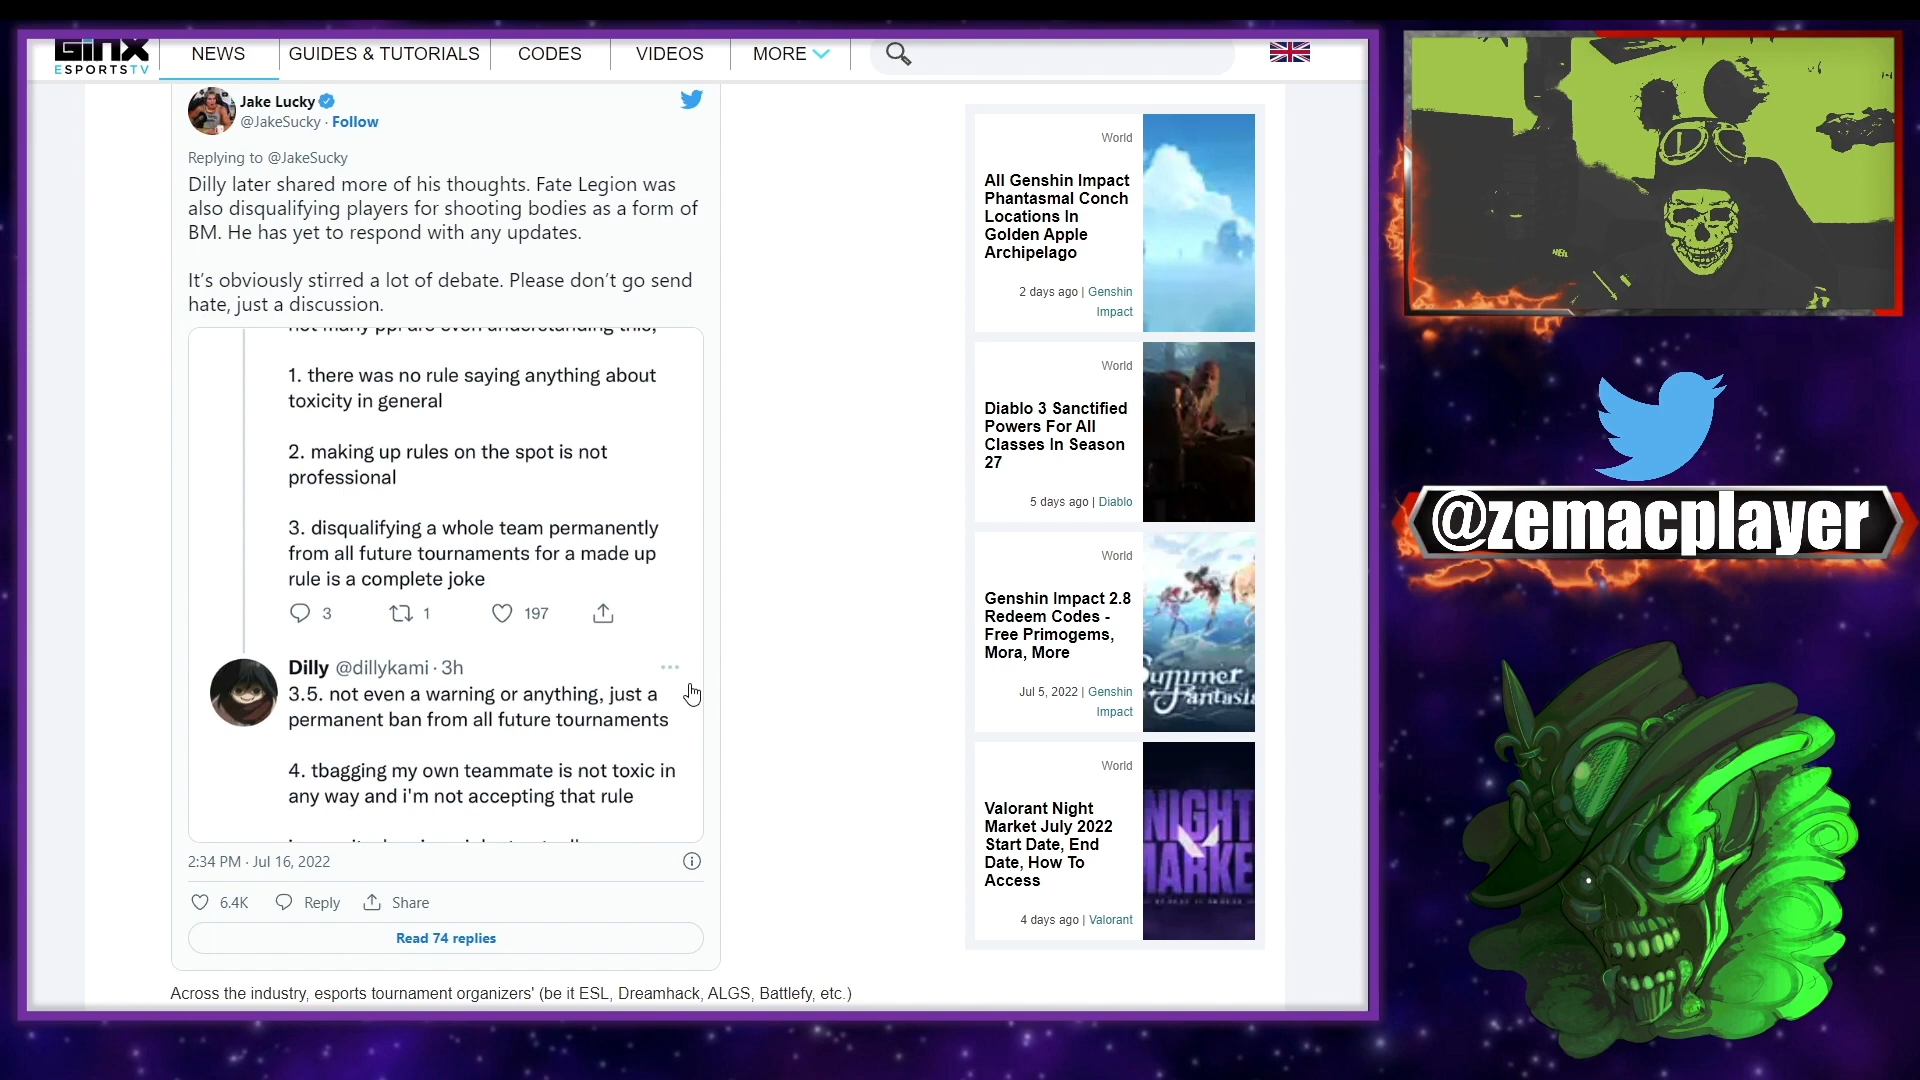 GinX
ESPORTSTV
NEWS
GUIDES & TUTORIALS
CODES
VIDEOS
MORE
Jake Lucky
@JakeSucky · Follow
Replying to @JakeSucky
Dilly later shared more of his thoughts. Fate Legion was
also disqualifying players for shooting bodies as a form of
BM. He has yet to respond with any updates.
It's obviously stirred a lot of debate. Please don't go send
hate, just a discussion.
not many ppl are even understanding this,
1. there was no rule saying anything about
toxicity in general
2. making up rules on the spot is not
professional
3. disqualifying a whole team permanently
from all future tournaments for a made up
rule is a complete joke
3
1
197
Dilly @dillykami · 3h
3.5. not even a warning or anything, just a
permanent ban from all future tournaments
4. tbagging my own teammate is not toxic in
any way and i'm not accepting that rule
2:34 PM · Jul 16, 2022
6.4K
Reply
Share
Read 74 replies
Across the industry, esports tournament organizers' (be it ESL, Dreamhack, ALGS, Battlefy, etc.)
World
All Genshin Impact
Phantasmal Conch
Locations In
Golden Apple
Archipelago
2 days ago | Genshin
Impact
World
Diablo 3 Sanctified
Powers For All
Classes In Season
27
5 days ago | Diablo
World
Genshin Impact 2.8
Redeem Codes -
Free Primogems,
Mora, More
Jul 5, 2022 | Genshin
Impact
Summer
Fantasia
World
Valorant Night
Market July 2022
Start Date, End
Date, How To
Access
4 days ago | Valorant
NIGHT
MARKE
@zemacplayer